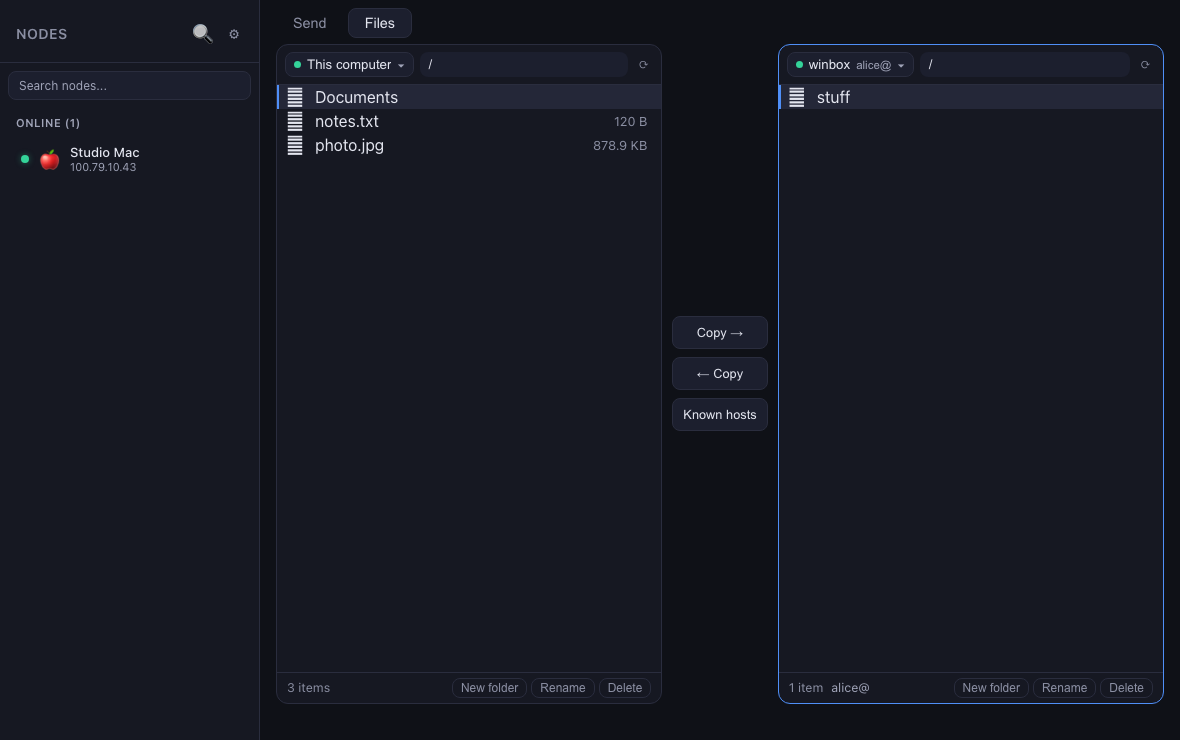 NODES
Search nodes...
ONLINE (1)
Studio Mac
100.79.10.43
Send Files
This computer /
Documents
notes.txt 120 B
photo.jpg 878.9 KB
3 items New folder Rename Delete
Copy →
← Copy
Known hosts
winbox alice@ /
stuff
1 item alice@ New folder Rename Delete